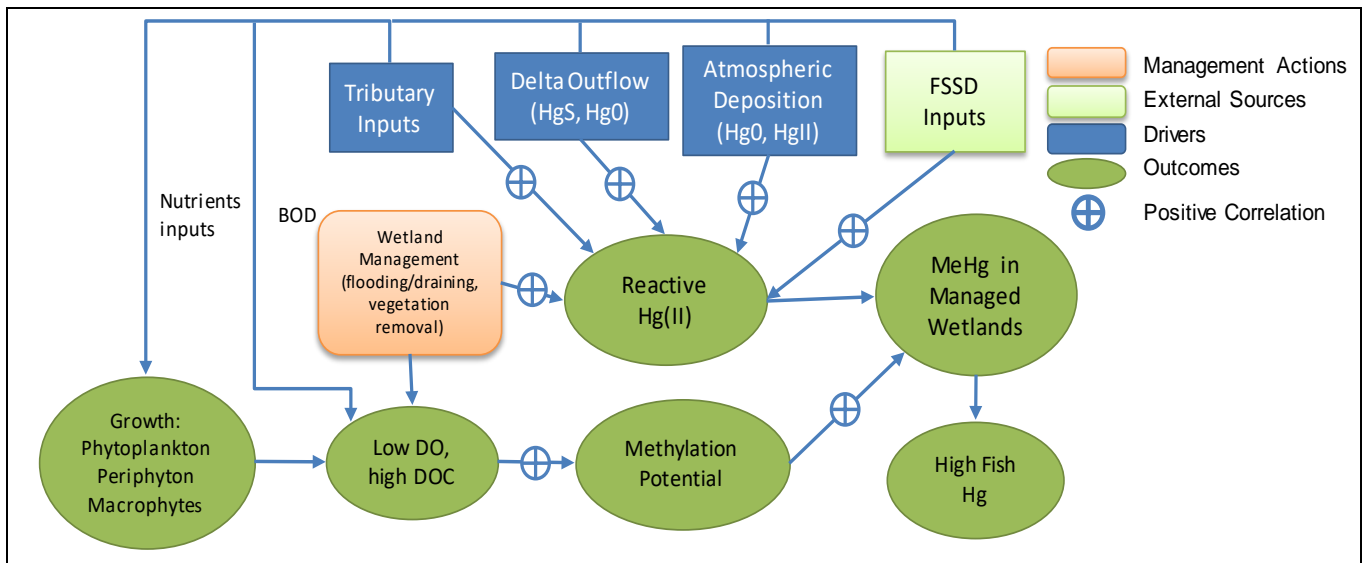 Tributary
Inputs
Delta Outflow
(HgS, Hg0)
Atmospheric
Deposition
(Hg0, HgII)
FSSD
Inputs
Management Actions
External Sources
Drivers
Outcomes
Positive Correlation
Nutrients
inputs
BOD
Wetland
Management
(flooding/draining,
vegetation
removal)
Reactive
Hg(II)
MeHg in
Managed
Wetlands
Growth:
Phytoplankton
Periphyton
Macrophytes
Low DO,
high DOC
Methylation
Potential
High Fish
Hg